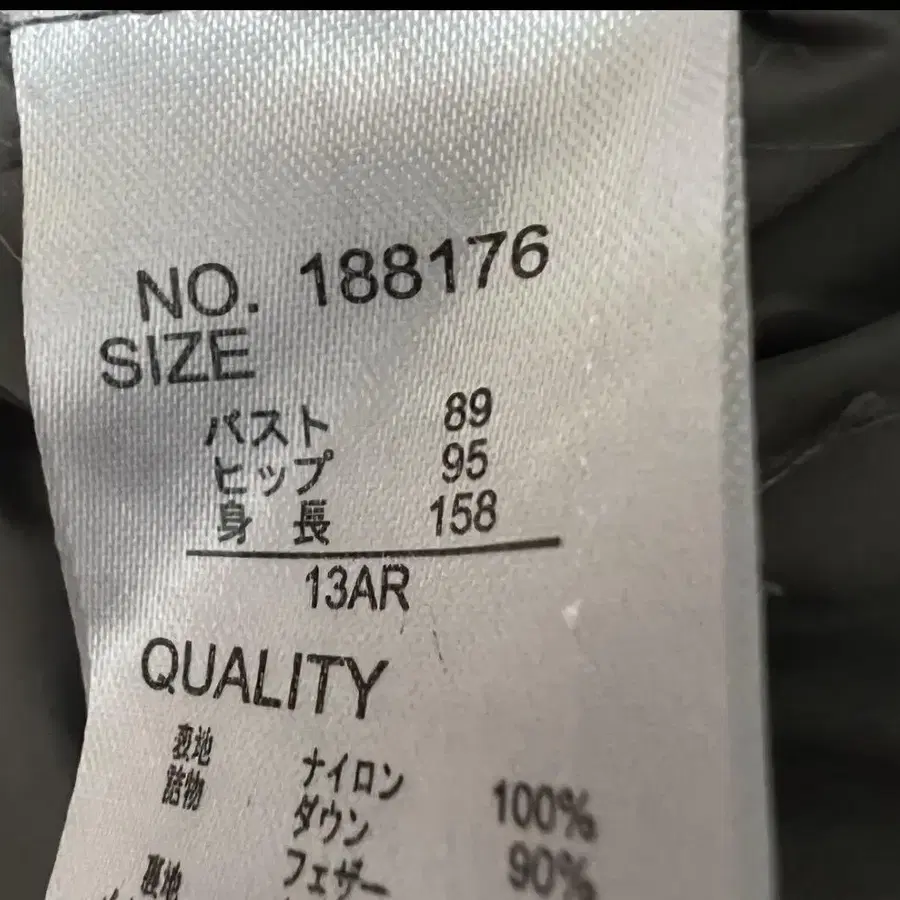 NO. 188176
SIZE
バスト 89
ヒップ 95
身 長 158
13AR
QUALITY
表地 ナイロン 100%
詰物 ダウン 90%
裏地 フェザー